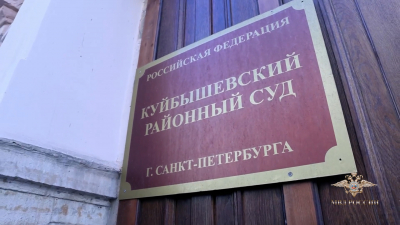 РОССИЙСКАЯ ФЕДЕРАЦИЯ
КУЙБЫШЕВСКИЙ
РАЙОННЫЙ СУД
Г. САНКТ-ПЕТЕРБУРГА
МВД РОССИИ